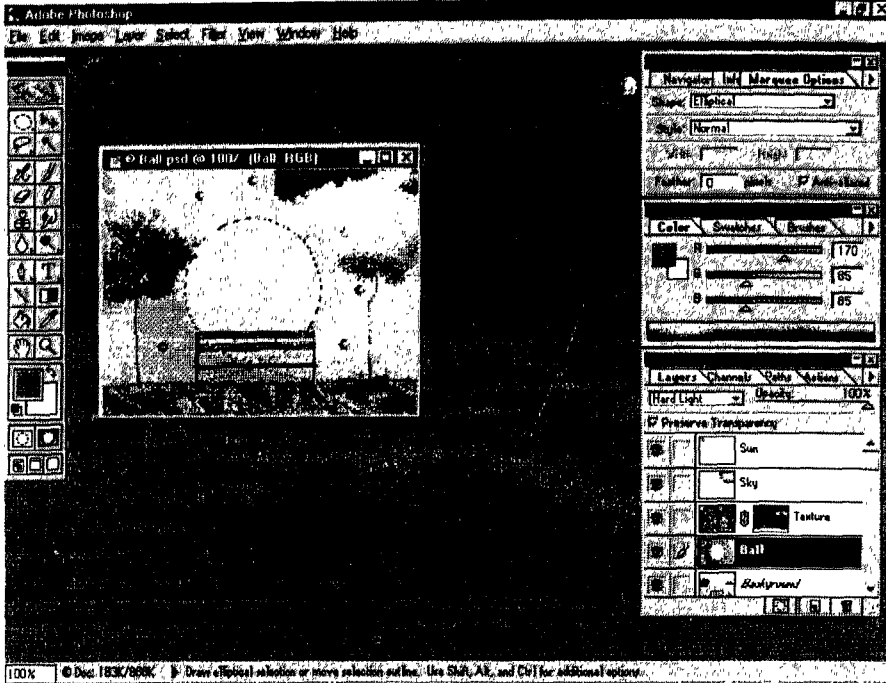 Adobe Photoshop
File Edit Image Layer Select Filter View Window Help
Navigator Info Marquee Options
Shape: Elliptical
Style: Normal
Width: Height:
Feather: 0 pixels Anti-aliased
Ball.psd @ 100% (Ball, RGB)
Color Swatches Brushes
R 170
G 85
B 85
Layers Channels Paths Actions
Hard Light Opacity: 100%
Preserve Transparency
Sun
Sky
Texture
Ball
Background
100% Doc: 183K/868K Draw elliptical selection or move selection outline. Use Shift, Alt, and Ctrl for additional options.